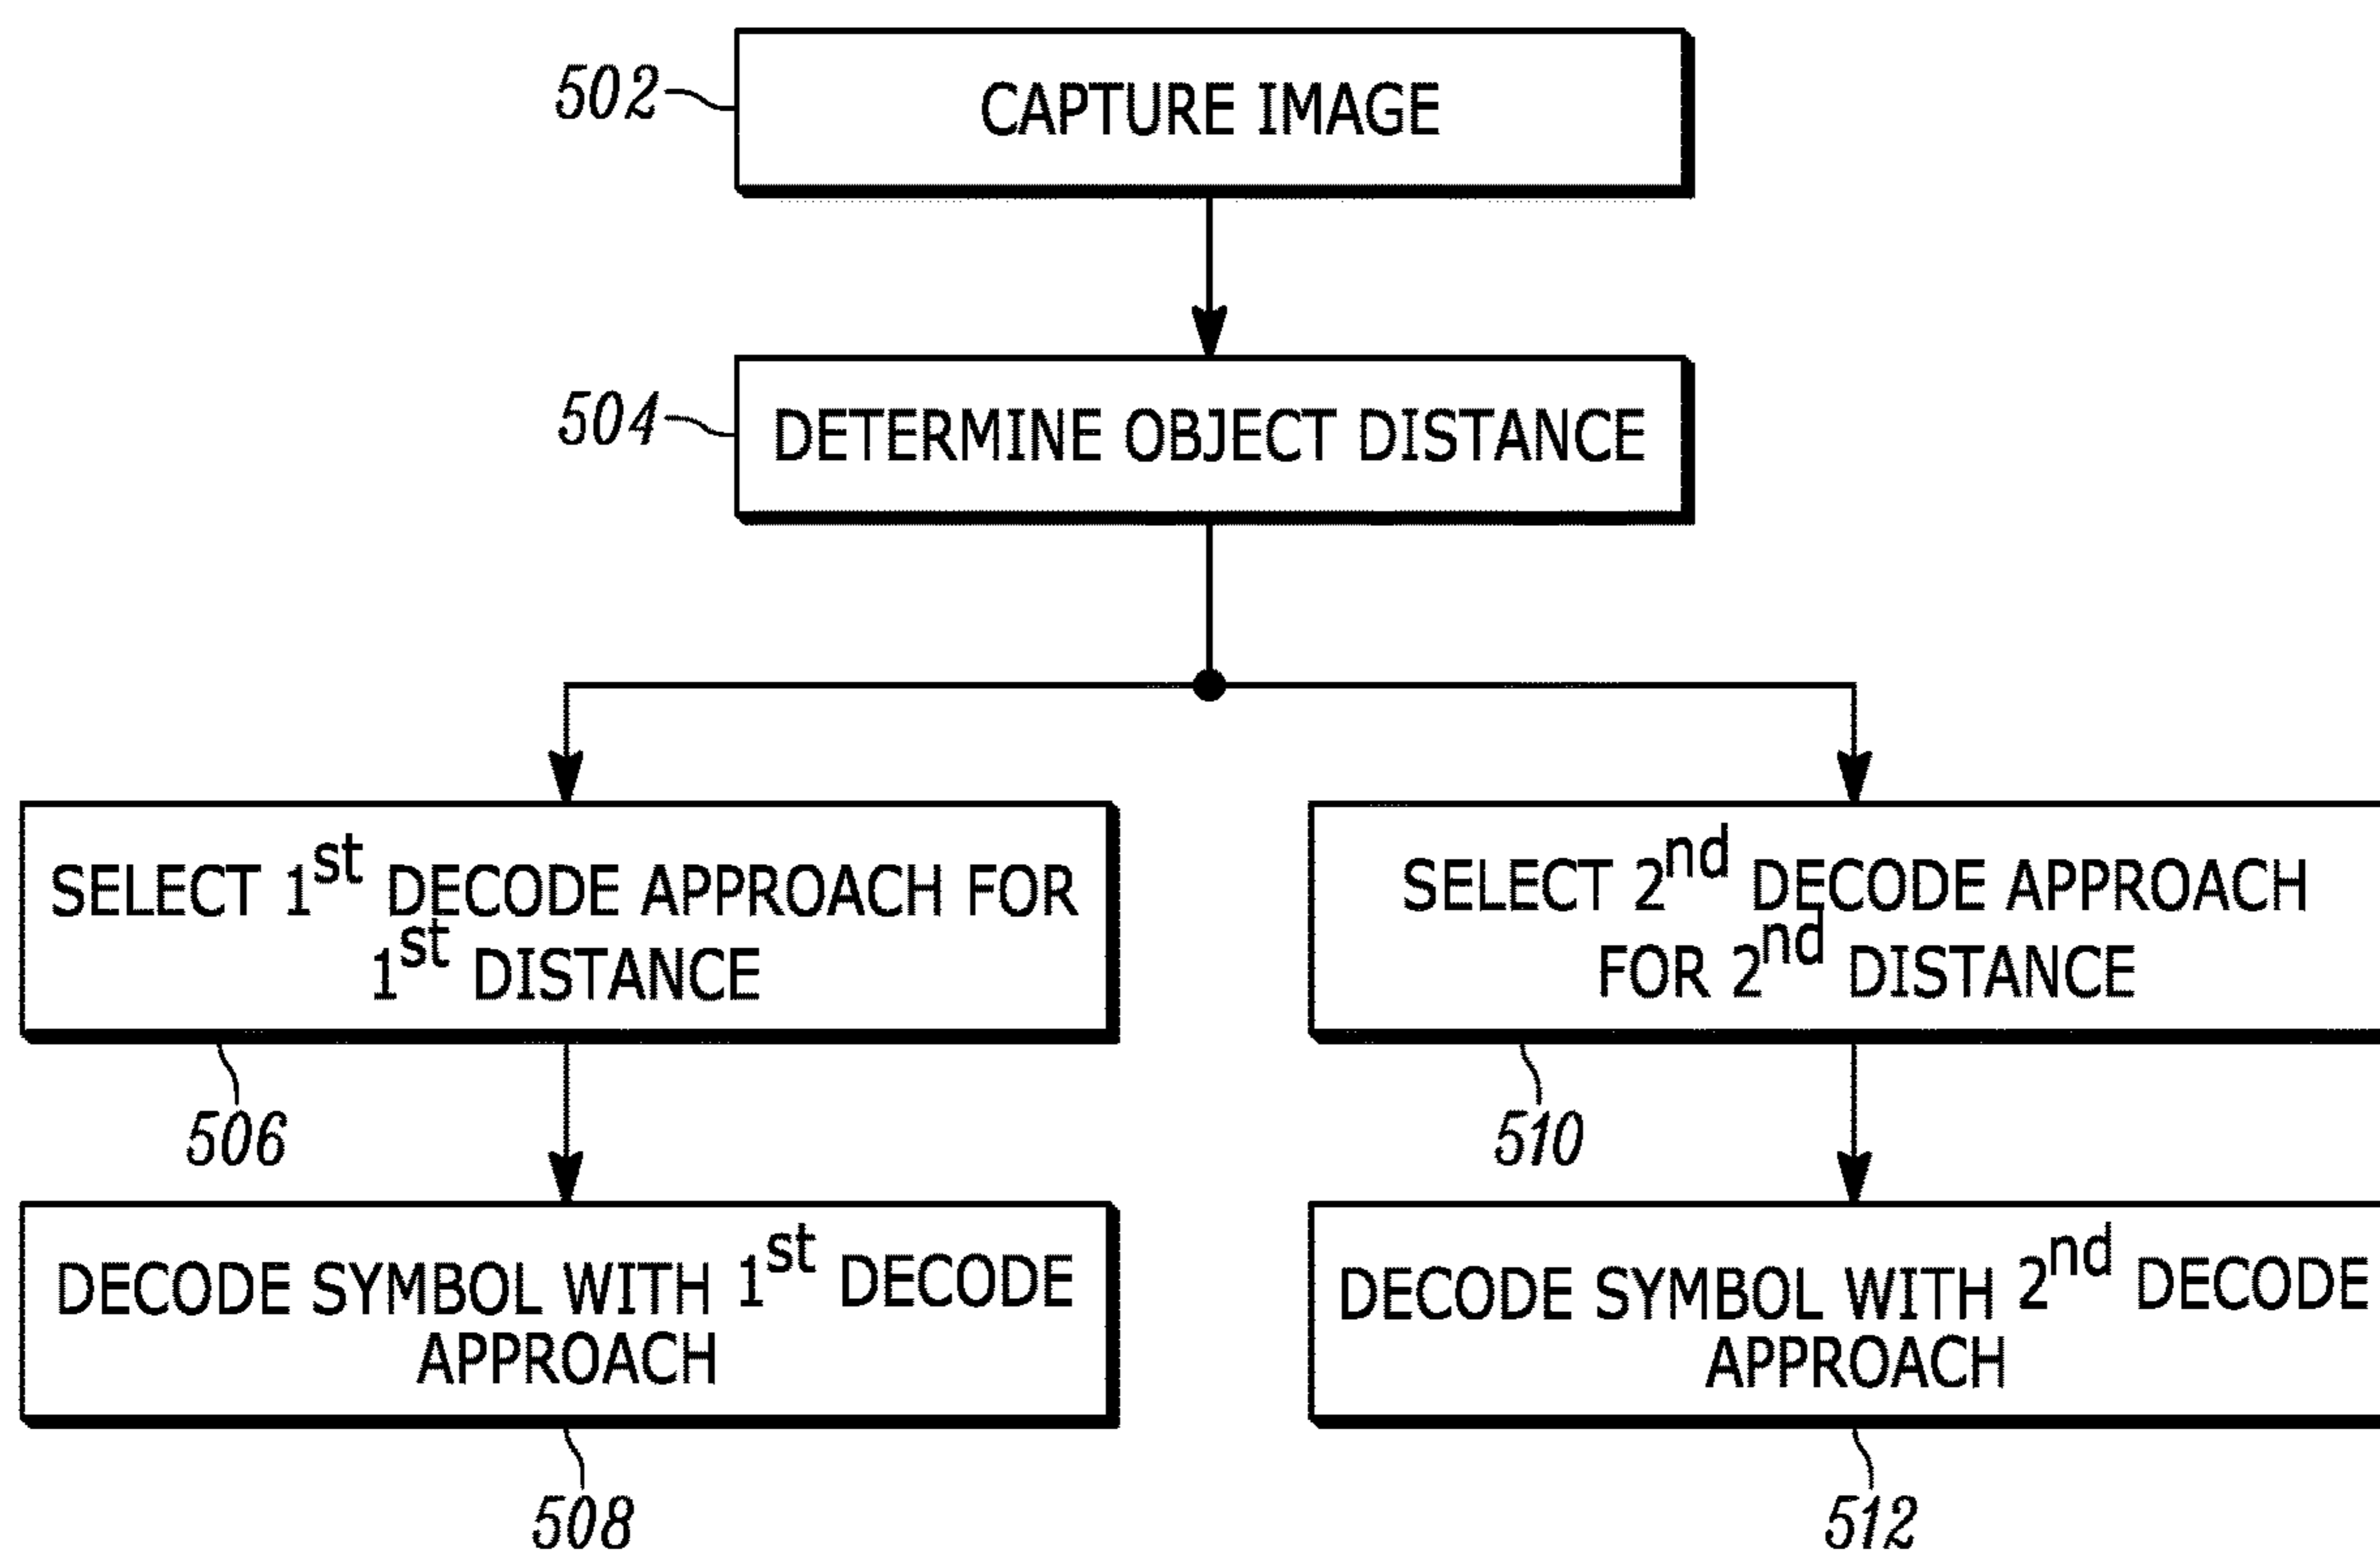 502
CAPTURE IMAGE
504
DETERMINE OBJECT DISTANCE
SELECT 1st DECODE APPROACH FOR
1st DISTANCE
506
SELECT 2nd DECODE APPROACH
FOR 2nd DISTANCE
510
DECODE SYMBOL WITH 1st DECODE
APPROACH
508
DECODE SYMBOL WITH 2nd DECODE
APPROACH
512